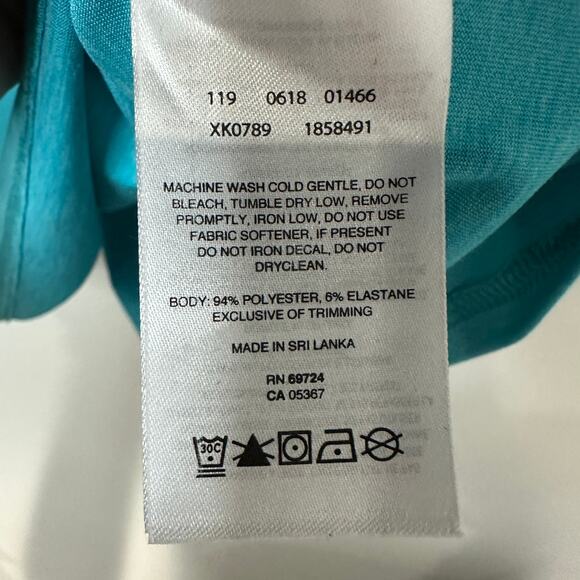 119 0618 01466
XK0789 1858491
MACHINE WASH COLD GENTLE, DO NOT
BLEACH, TUMBLE DRY LOW, REMOVE
PROMPTLY, IRON LOW, DO NOT USE
FABRIC SOFTENER, IF PRESENT
DO NOT IRON DECAL, DO NOT
DRYCLEAN.
BODY: 94% POLYESTER, 6% ELASTANE
EXCLUSIVE OF TRIMMING
MADE IN SRI LANKA
RN 69724
CA 05367
30C